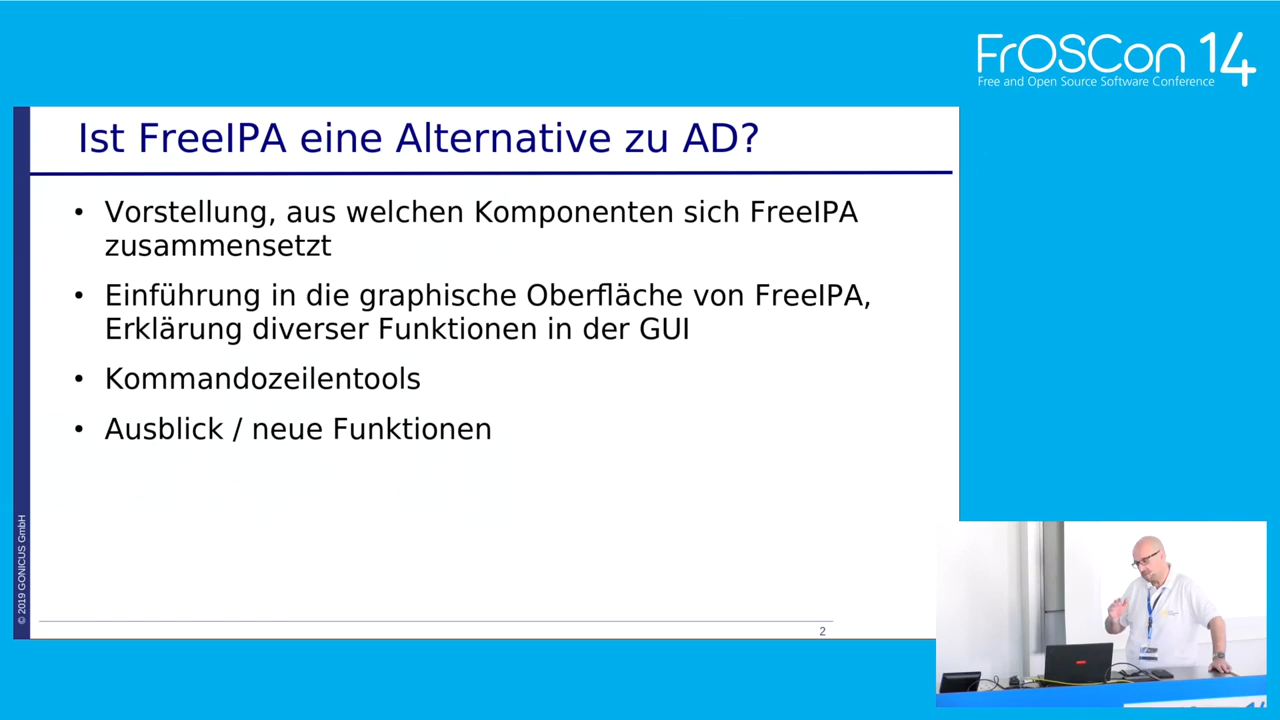 FrOSCon 14
Free and Open Source Software Conference
Ist FreeIPA eine Alternative zu AD?
• Vorstellung, aus welchen Komponenten sich FreeIPA
zusammensetzt
• Einführung in die graphische Oberfläche von FreeIPA,
Erklärung diverser Funktionen in der GUI
• Kommandozeilentools
• Ausblick / neue Funktionen
© 2019 GONICUS GmbH
2